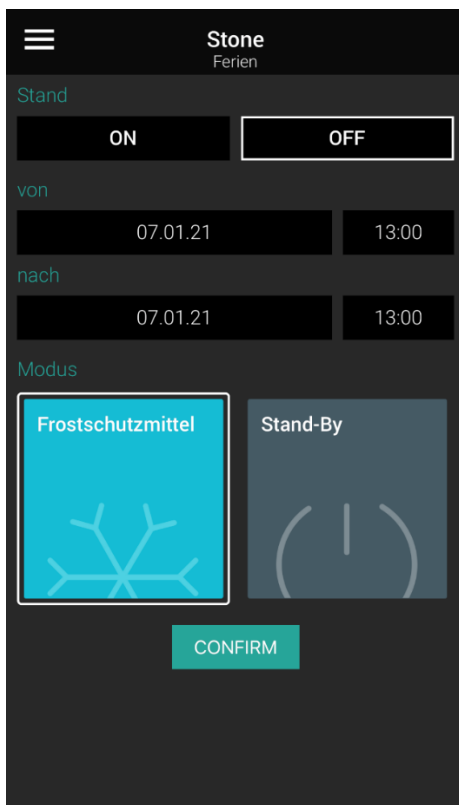 Stone
Ferien
Stand
ON OFF
von
07.01.21 13:00
nach
07.01.21 13:00
Modus
Frostschutzmittel Stand-By
CONFIRM